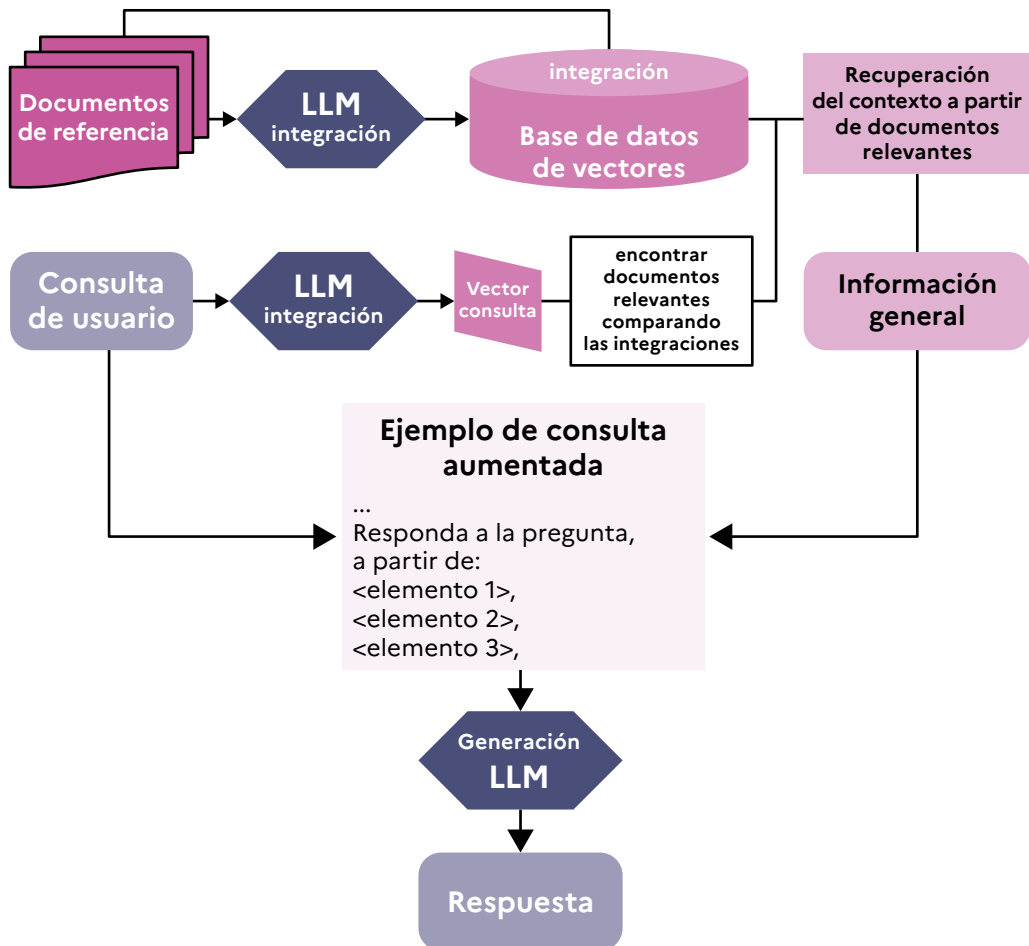 Documentos
de referencia
LLM
integración
integración
Base de datos
de vectores
Recuperación
del contexto a partir
de documentos
relevantes
Consulta
de usuario
LLM
integración
Vector
consulta
encontrar
documentos
relevantes
comparando
las integraciones
Información
general
Ejemplo de consulta
aumentada
...
Responda a la pregunta,
a partir de:
<elemento 1>,
<elemento 2>,
<elemento 3>,
Generación
LLM
Respuesta